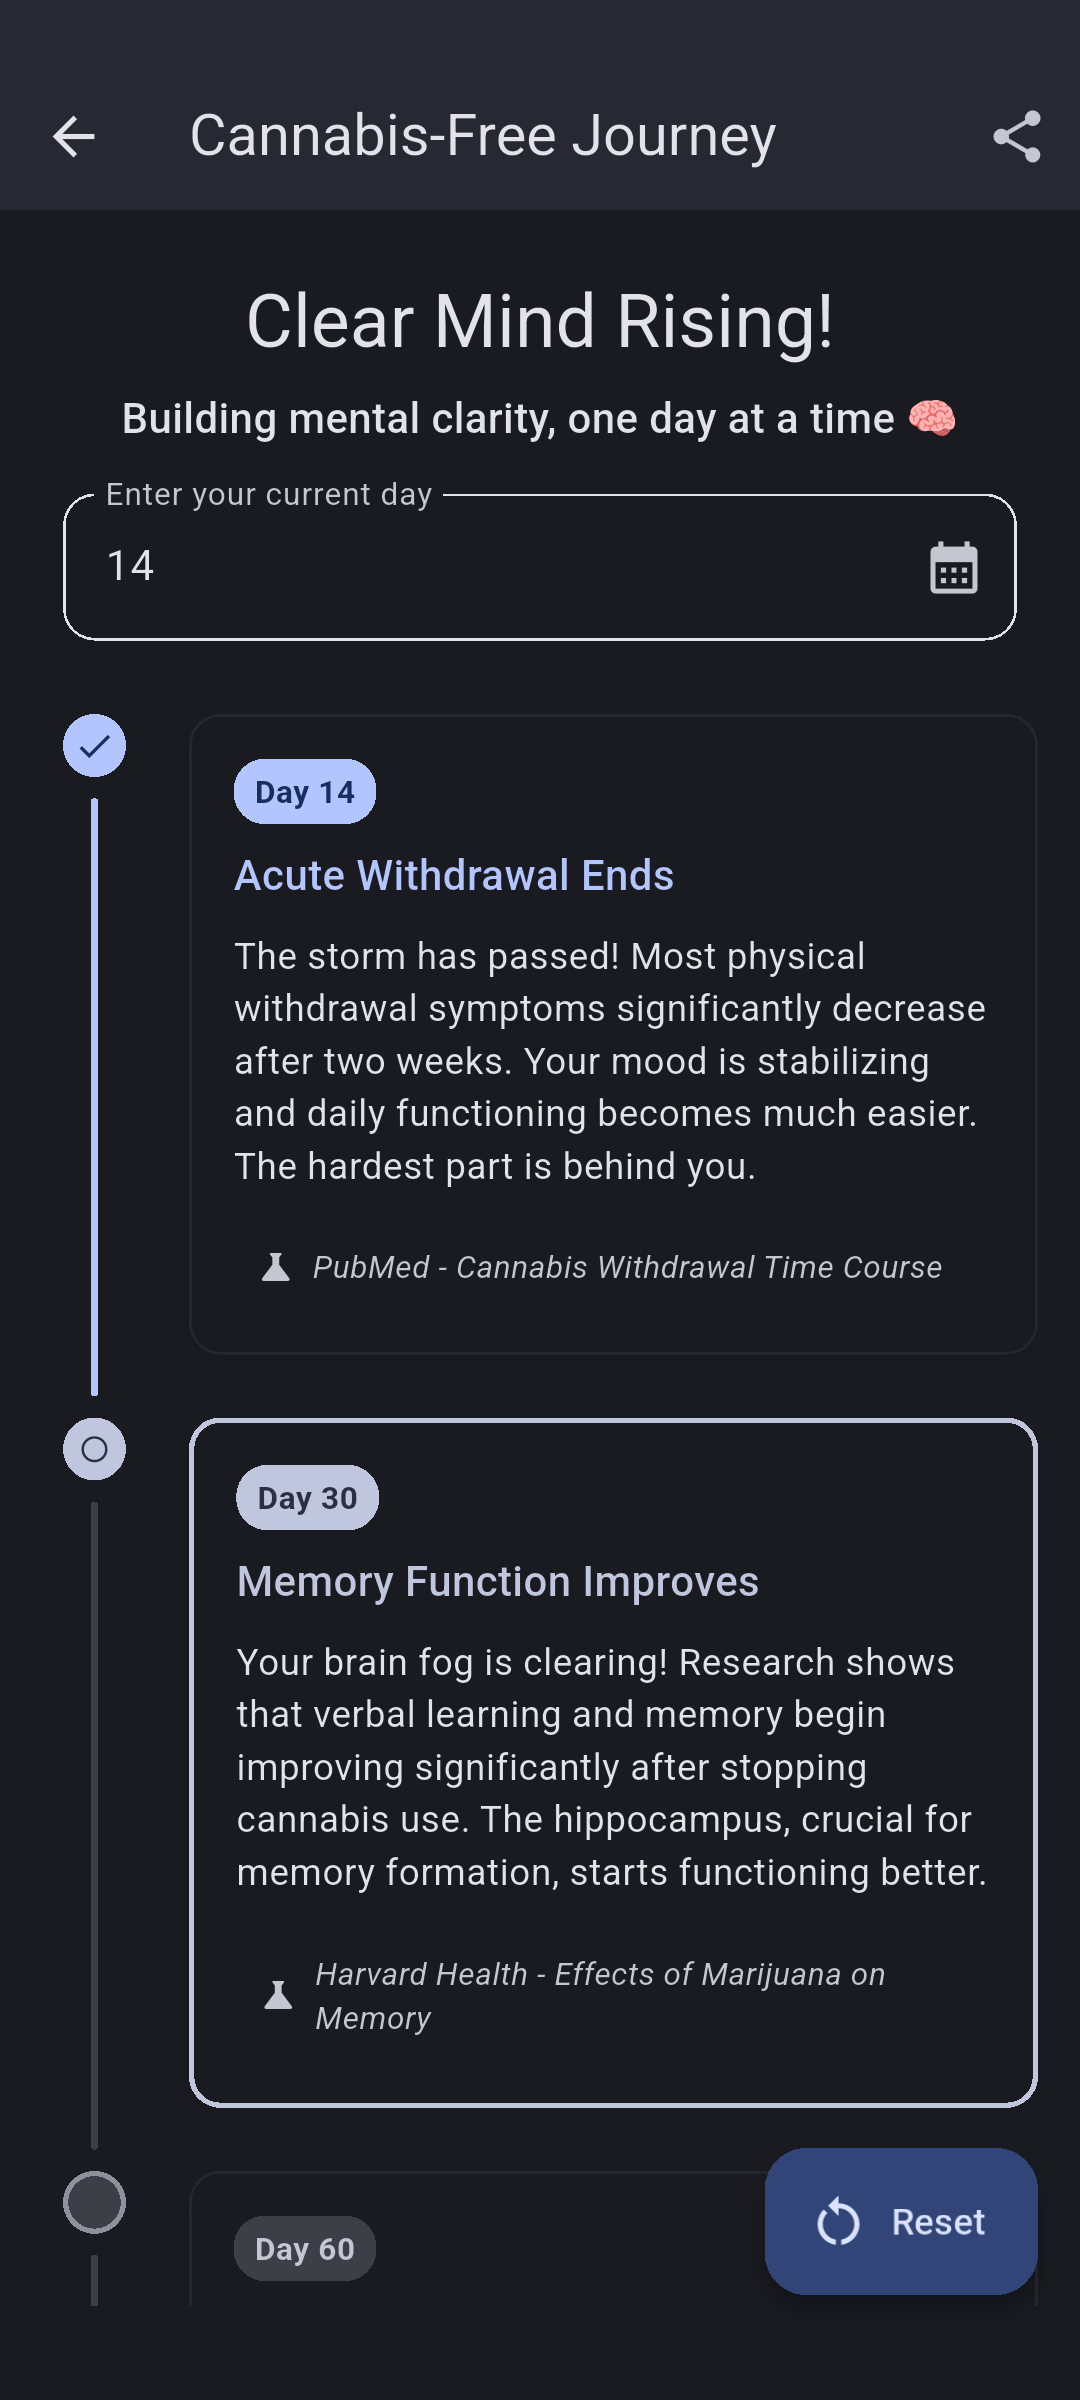 Cannabis-Free Journey
Clear Mind Rising!
Building mental clarity, one day at a time 🧠
Enter your current day
14
Day 14
Acute Withdrawal Ends
The storm has passed! Most physical
withdrawal symptoms significantly decrease
after two weeks. Your mood is stabilizing
and daily functioning becomes much easier.
The hardest part is behind you.
PubMed - Cannabis Withdrawal Time Course
Day 30
Memory Function Improves
Your brain fog is clearing! Research shows
that verbal learning and memory begin
improving significantly after stopping
cannabis use. The hippocampus, crucial for
memory formation, starts functioning better.
Harvard Health - Effects of Marijuana on
Memory
Day 60
Reset